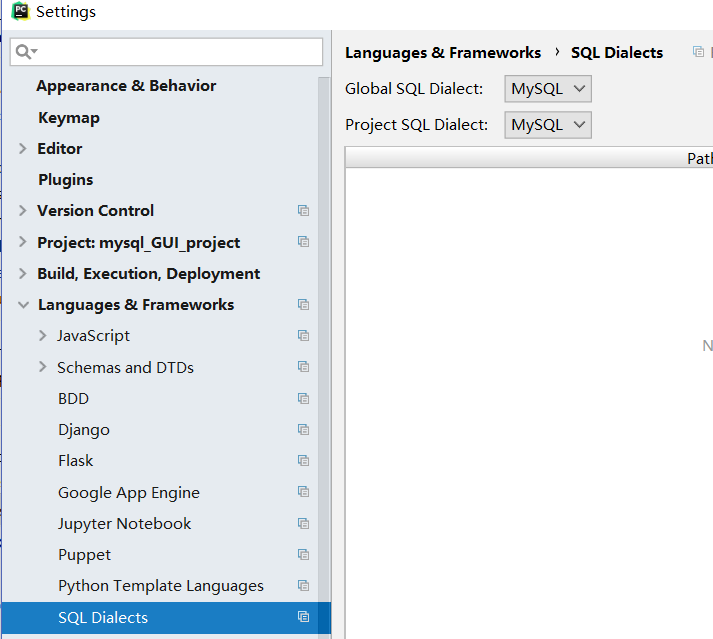 Settings
Appearance & Behavior
Keymap
Editor
Plugins
Version Control
Project: mysql_GUI_project
Build, Execution, Deployment
Languages & Frameworks
JavaScript
Schemas and DTDs
BDD
Django
Flask
Google App Engine
Jupyter Notebook
Puppet
Python Template Languages
SQL Dialects
Languages & Frameworks › SQL Dialects
Global SQL Dialect: MySQL
Project SQL Dialect: MySQL